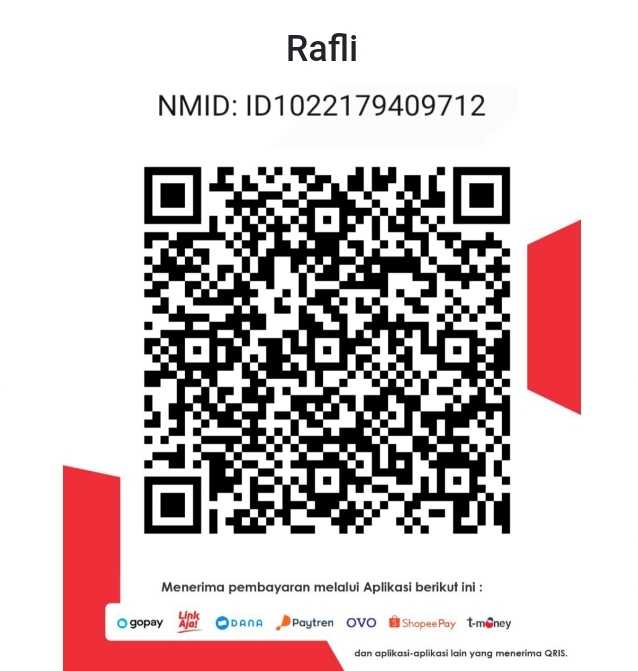 Rafli
NMID: ID1022179409712
Menerima pembayaran melalui Aplikasi berikut ini :
gopay Link Aja! DANA Paytren OVO ShopeePay t-money
dan aplikasi-aplikasi lain yang menerima QRIS.